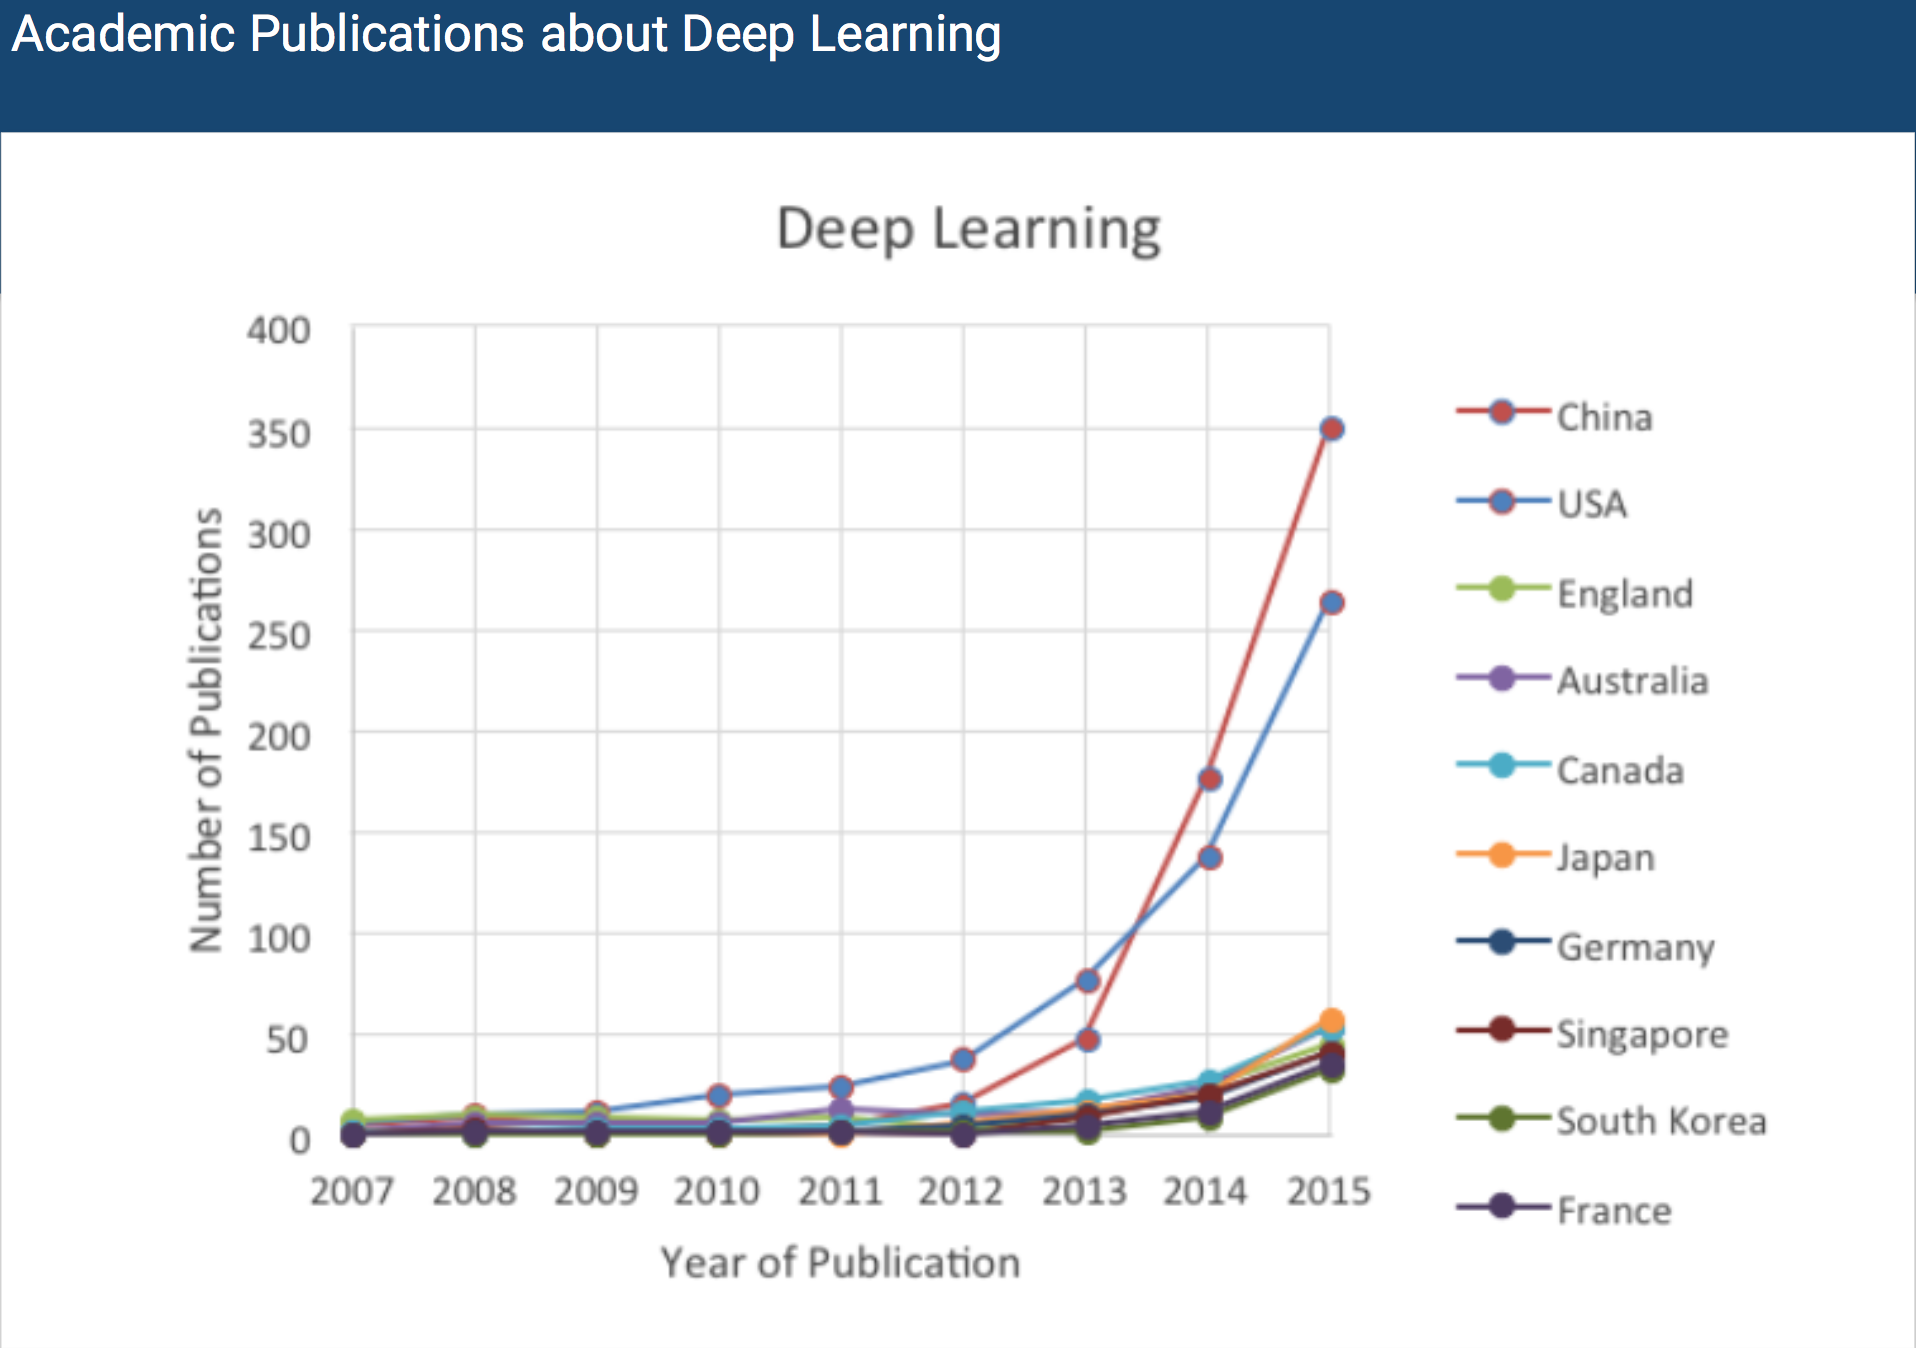 Academic Publications about Deep Learning
Deep Learning
400
350
300
250
200
150
100
50
0
Number of Publications
2007 2008 2009 2010 2011 2012 2013 2014 2015
Year of Publication
China
USA
England
Australia
Canada
Japan
Germany
Singapore
South Korea
France